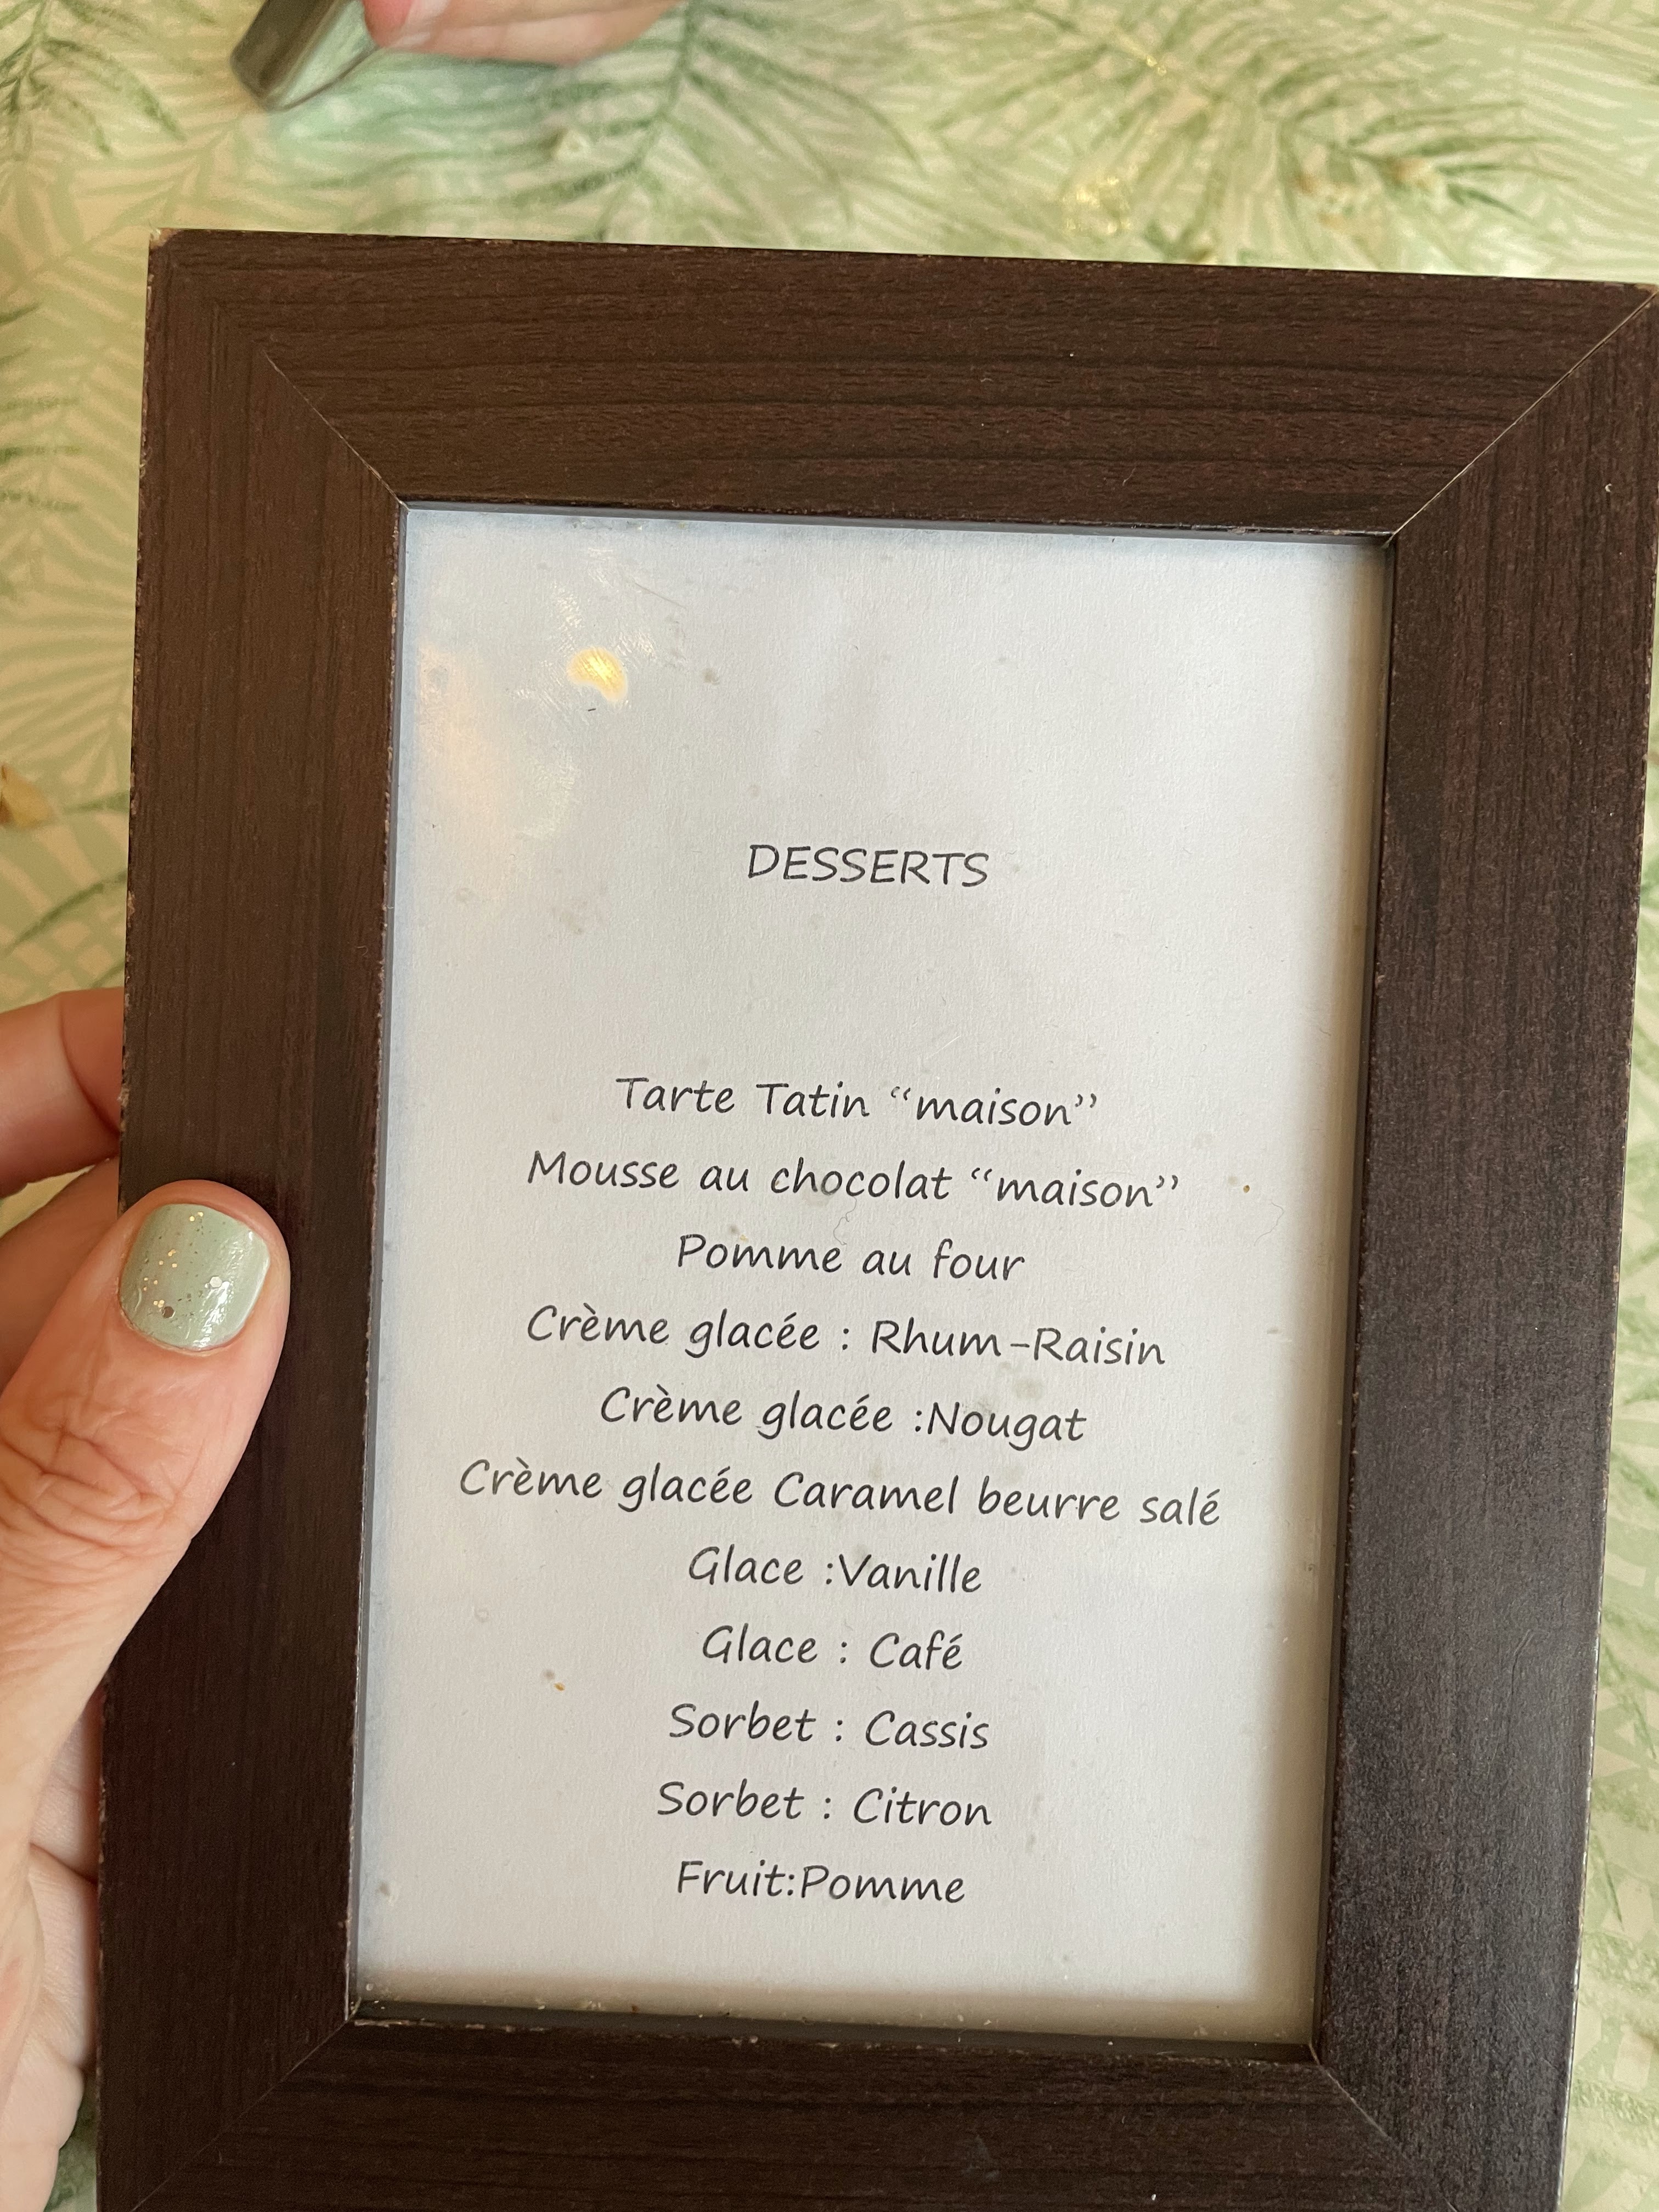 DESSERTS
Tarte Tatin “maison”
Mousse au chocolat “maison”
Pomme au four
Crème glacée : Rhum-Raisin
Crème glacée :Nougat
Crème glacée Caramel beurre salé
Glace :Vanille
Glace : Café
Sorbet : Cassis
Sorbet : Citron
Fruit:Pomme